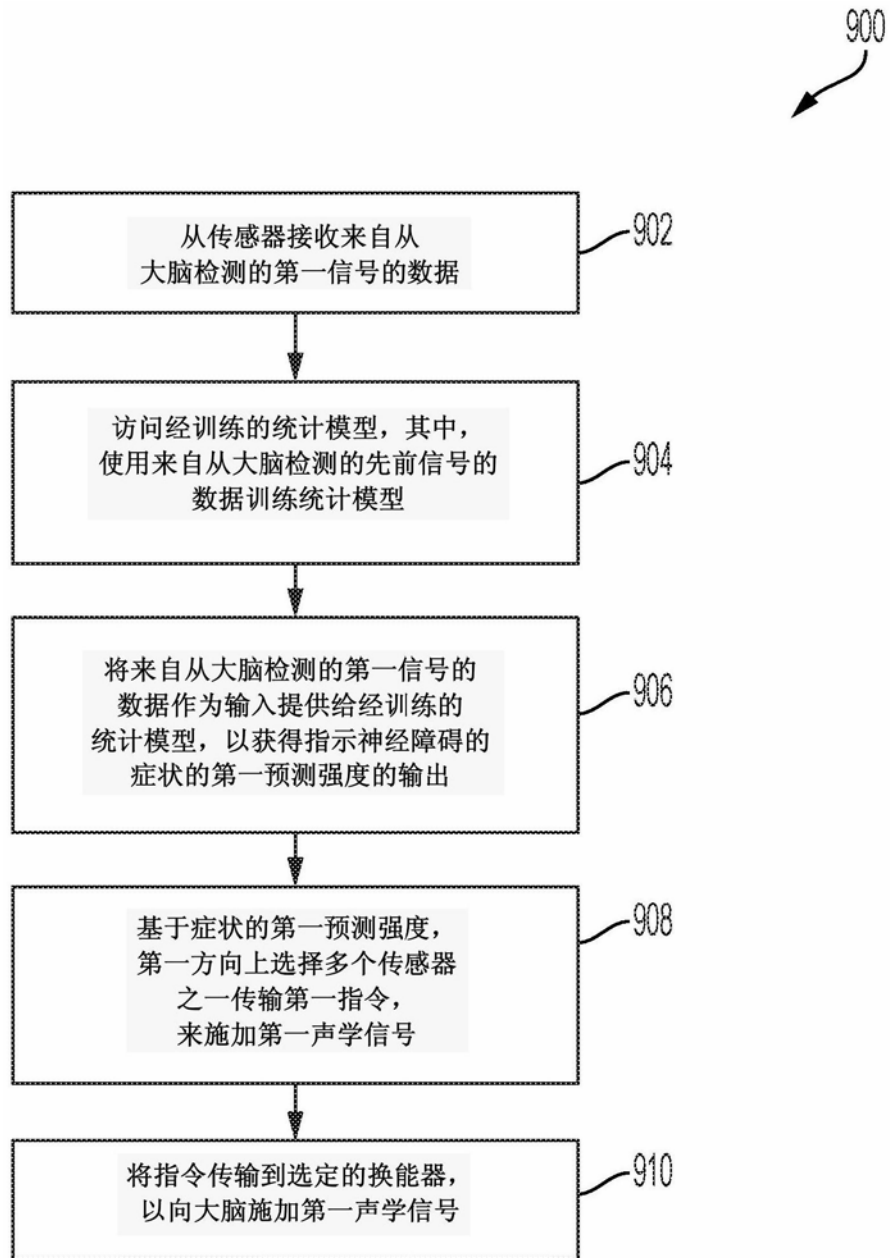 900
从传感器接收来自从
大脑检测的第一信号的数据
902
访问经训练的统计模型，其中，
使用来自从大脑检测的先前信号的
数据训练统计模型
904
将来自从大脑检测的第一信号的
数据作为输入提供给经训练的
统计模型，以获得指示神经障碍的
症状的第一预测强度的输出
906
基于症状的第一预测强度，
第一方向上选择多个传感器
之一传输第一指令，
来施加第一声学信号
908
将指令传输到选定的换能器，
以向大脑施加第一声学信号
910